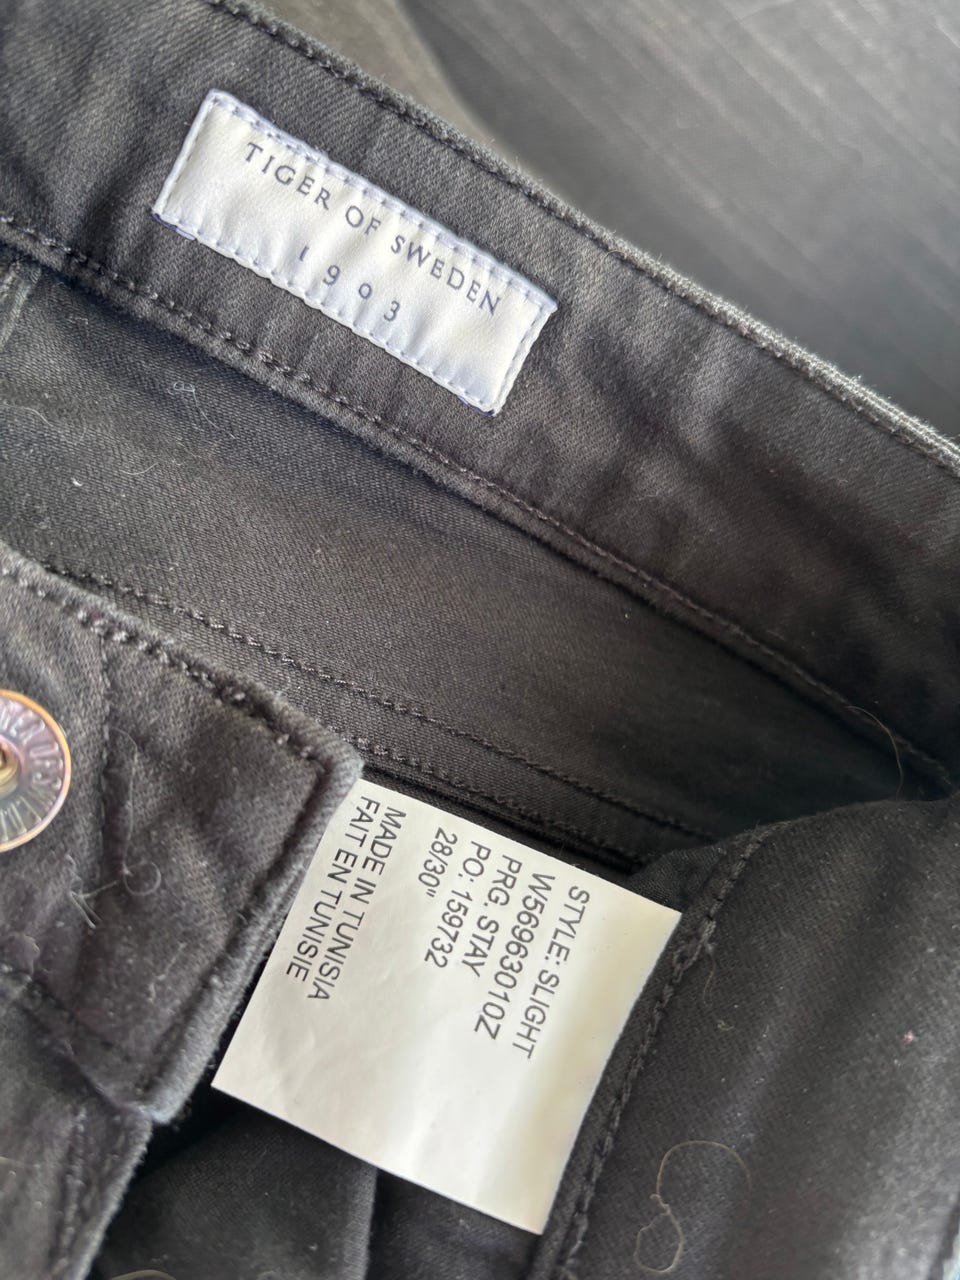 TIGER OF SWEDEN
1903
STYLE: SLIGHT
W56963010Z
PRG. STAY
PO: 159732
28/30"
MADE IN TUNISIA
FAIT EN TUNISIE